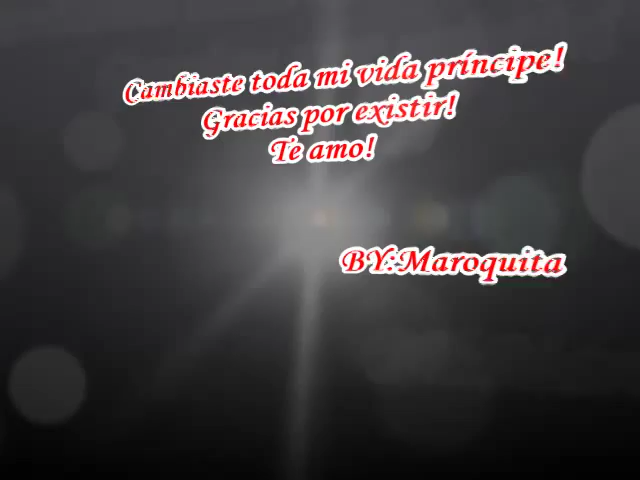 Cambiaste toda mi vida príncipe!
Gracias por existir!
Te amo!
BY:Maroquita